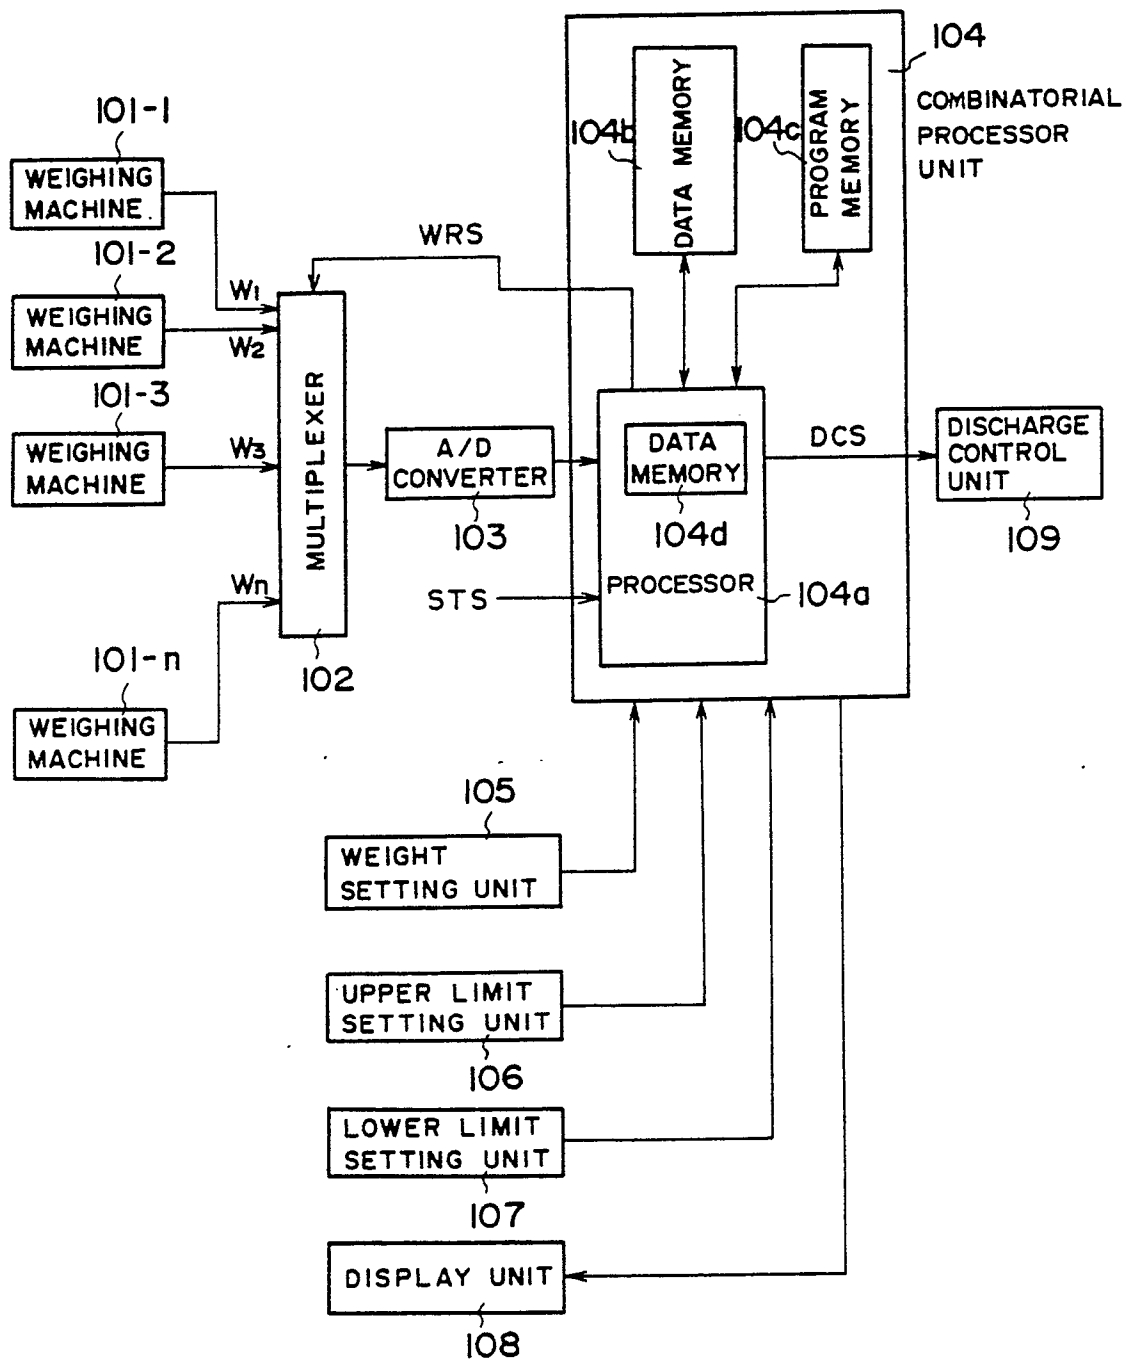 104
COMBINATORIAL
PROCESSOR
UNIT
104b
DATA MEMORY
104c
PROGRAM
MEMORY
101-1
WEIGHING
MACHINE
101-2
WEIGHING
MACHINE
101-3
WEIGHING
MACHINE
101-n
WEIGHING
MACHINE
W1
W2
W3
Wn
WRS
MULTIPLEXER
102
A/D
CONVERTER
103
STS
DATA
MEMORY
104d
PROCESSOR
104a
DCS
DISCHARGE
CONTROL
UNIT
109
105
WEIGHT
SETTING UNIT
UPPER LIMIT
SETTING UNIT
106
LOWER LIMIT
SETTING UNIT
107
DISPLAY UNIT
108